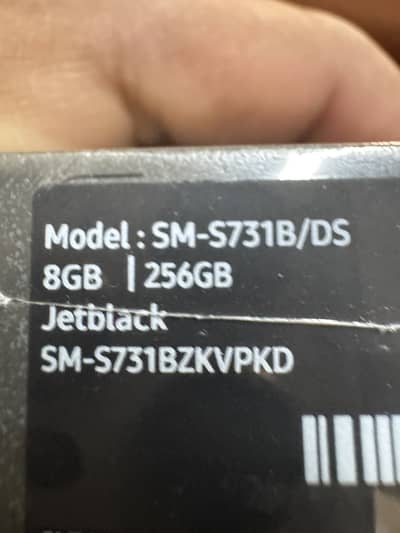 Model : SM-S731B/DS
8GB | 256GB
Jetblack
SM-S731BZKVPKD